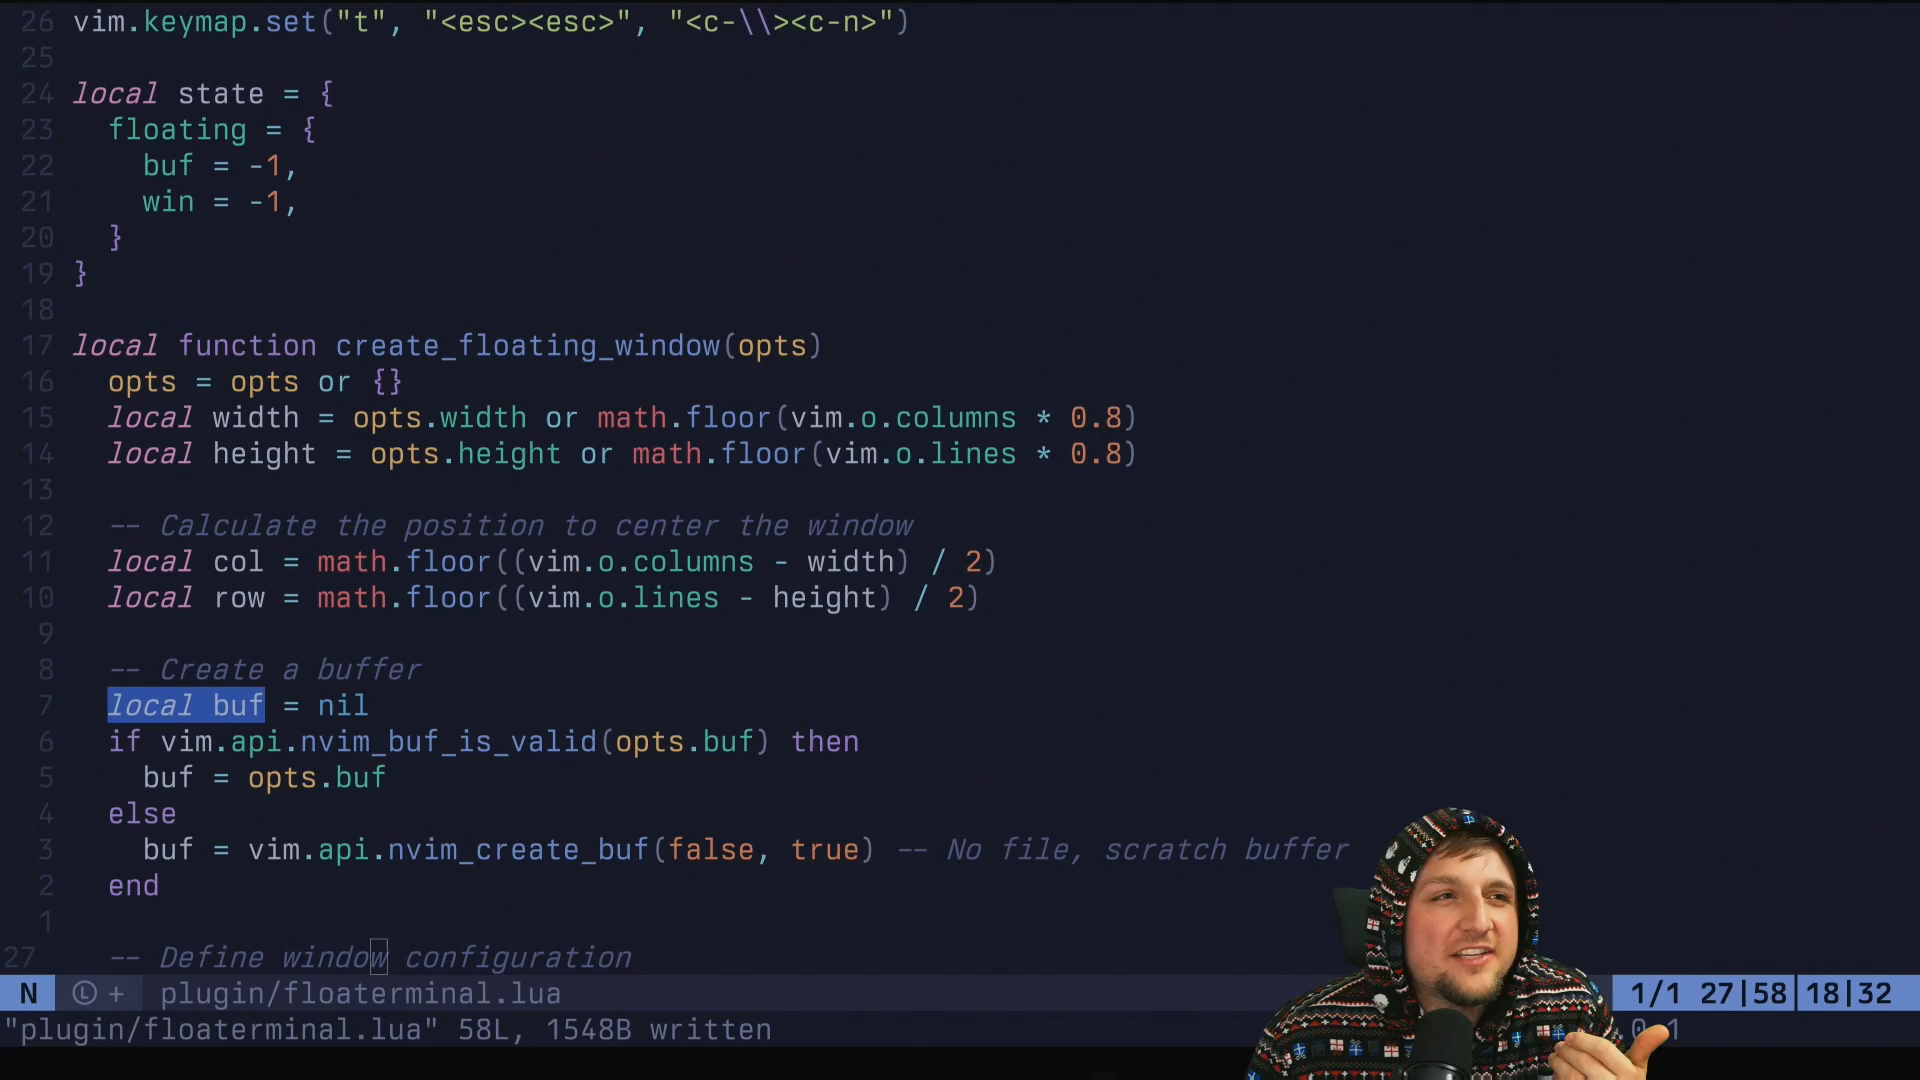 26 vim.keymap.set("t", "<esc><esc>", "<c-\\><c-n>")
25
24 local state = {
23   floating = {
22     buf = -1,
21     win = -1,
20   }
19 }
18
17 local function create_floating_window(opts)
16   opts = opts or {}
15   local width = opts.width or math.floor(vim.o.columns * 0.8)
14   local height = opts.height or math.floor(vim.o.lines * 0.8)
13
12   -- Calculate the position to center the window
11   local col = math.floor((vim.o.columns - width) / 2)
10   local row = math.floor((vim.o.lines - height) / 2)
9
8   -- Create a buffer
7   local buf = nil
6   if vim.api.nvim_buf_is_valid(opts.buf) then
5     buf = opts.buf
4   else
3     buf = vim.api.nvim_create_buf(false, true) -- No file, scratch buffer
2   end
1
27   -- Define window configuration
N Ⓛ + plugin/floaterminal.lua 1/1 27|58 18|32
"plugin/floaterminal.lua" 58L, 1548B written